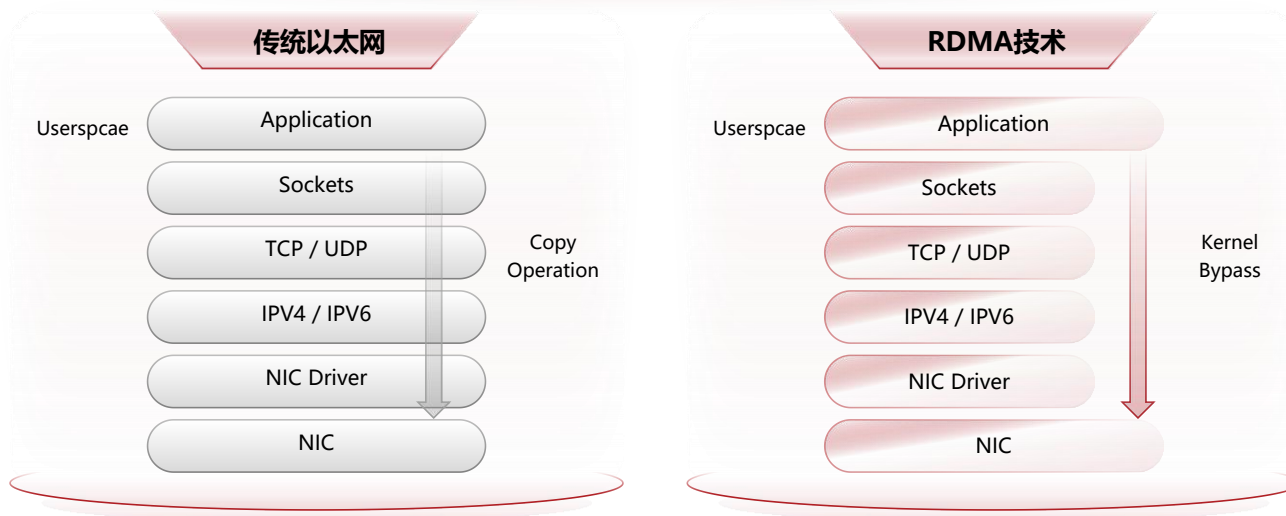 传统以太网
Userspcae
Application
Sockets
TCP / UDP
Copy
Operation
IPV4 / IPV6
NIC Driver
NIC
RDMA技术
Userspcae
Application
Sockets
TCP / UDP
Kernel
Bypass
IPV4 / IPV6
NIC Driver
NIC